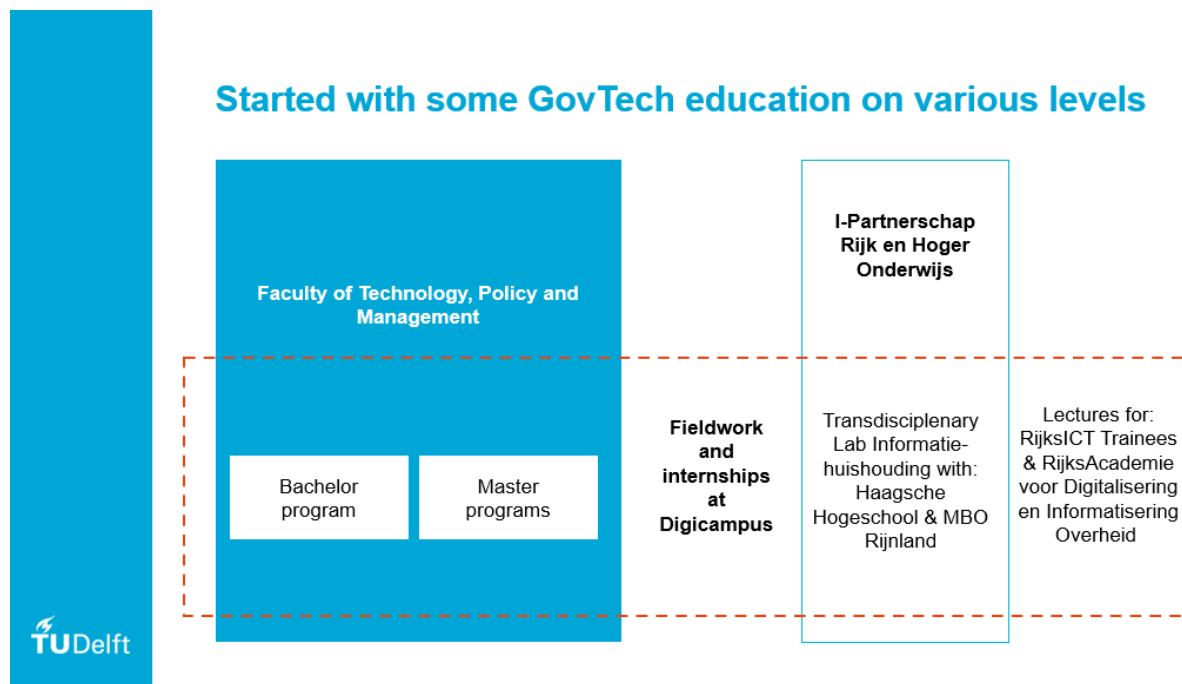 Started with some GovTech education on various levels
Faculty of Technology, Policy and
Management
Bachelor
program
Master
programs
Fieldwork
and
internships
at
Digicampus
I-Partnerschap
Rijk en Hoger
Onderwijs
Transdisciplenary
Lab Informatie-
huishouding with:
Haagsche
Hogeschool & MBO
Rijnland
Lectures for:
RijksICT Trainees
& RijksAcademie
voor Digitalisering
en Informatisering
Overheid
TUDelft